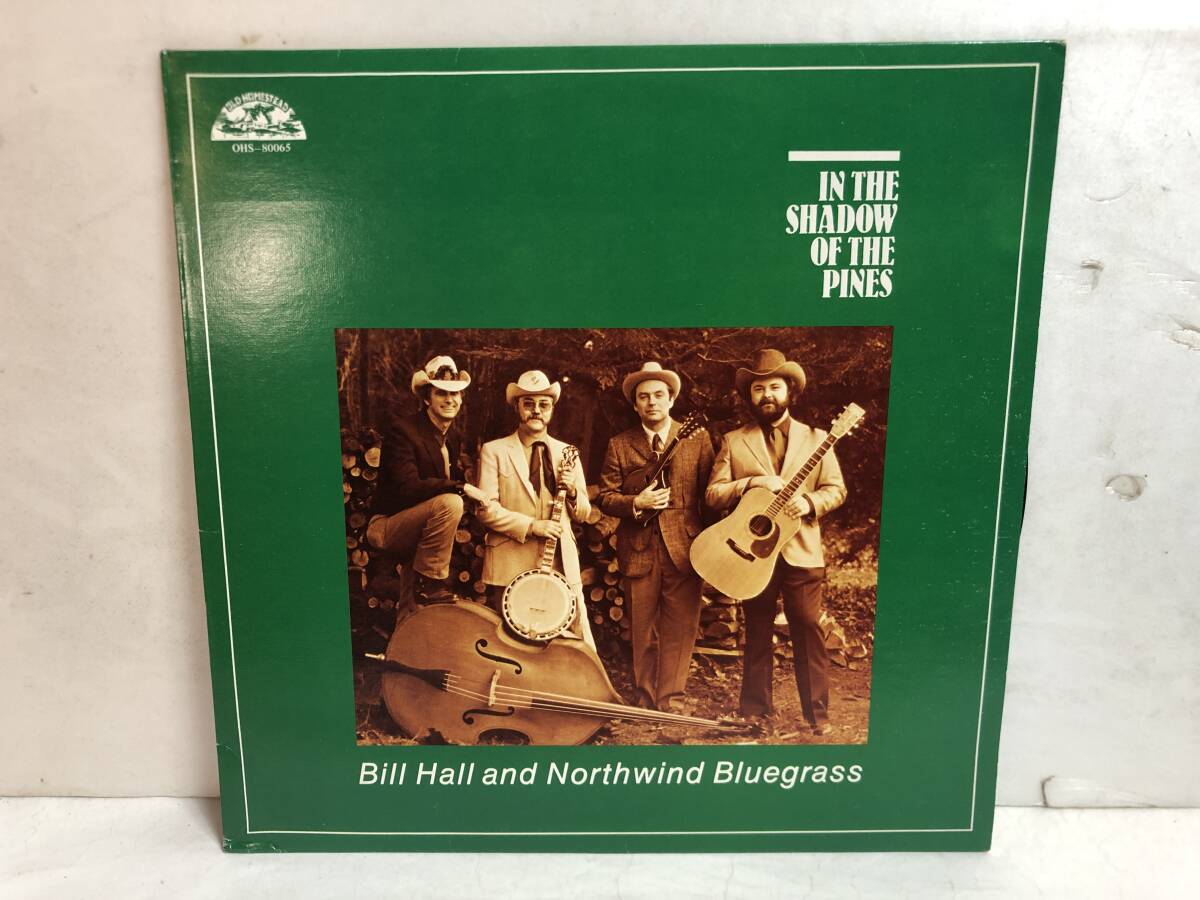 OLD HOMESTEAD
OHS-80065
IN THE
SHADOW
OF THE
PINES
Bill Hall and Northwind Bluegrass